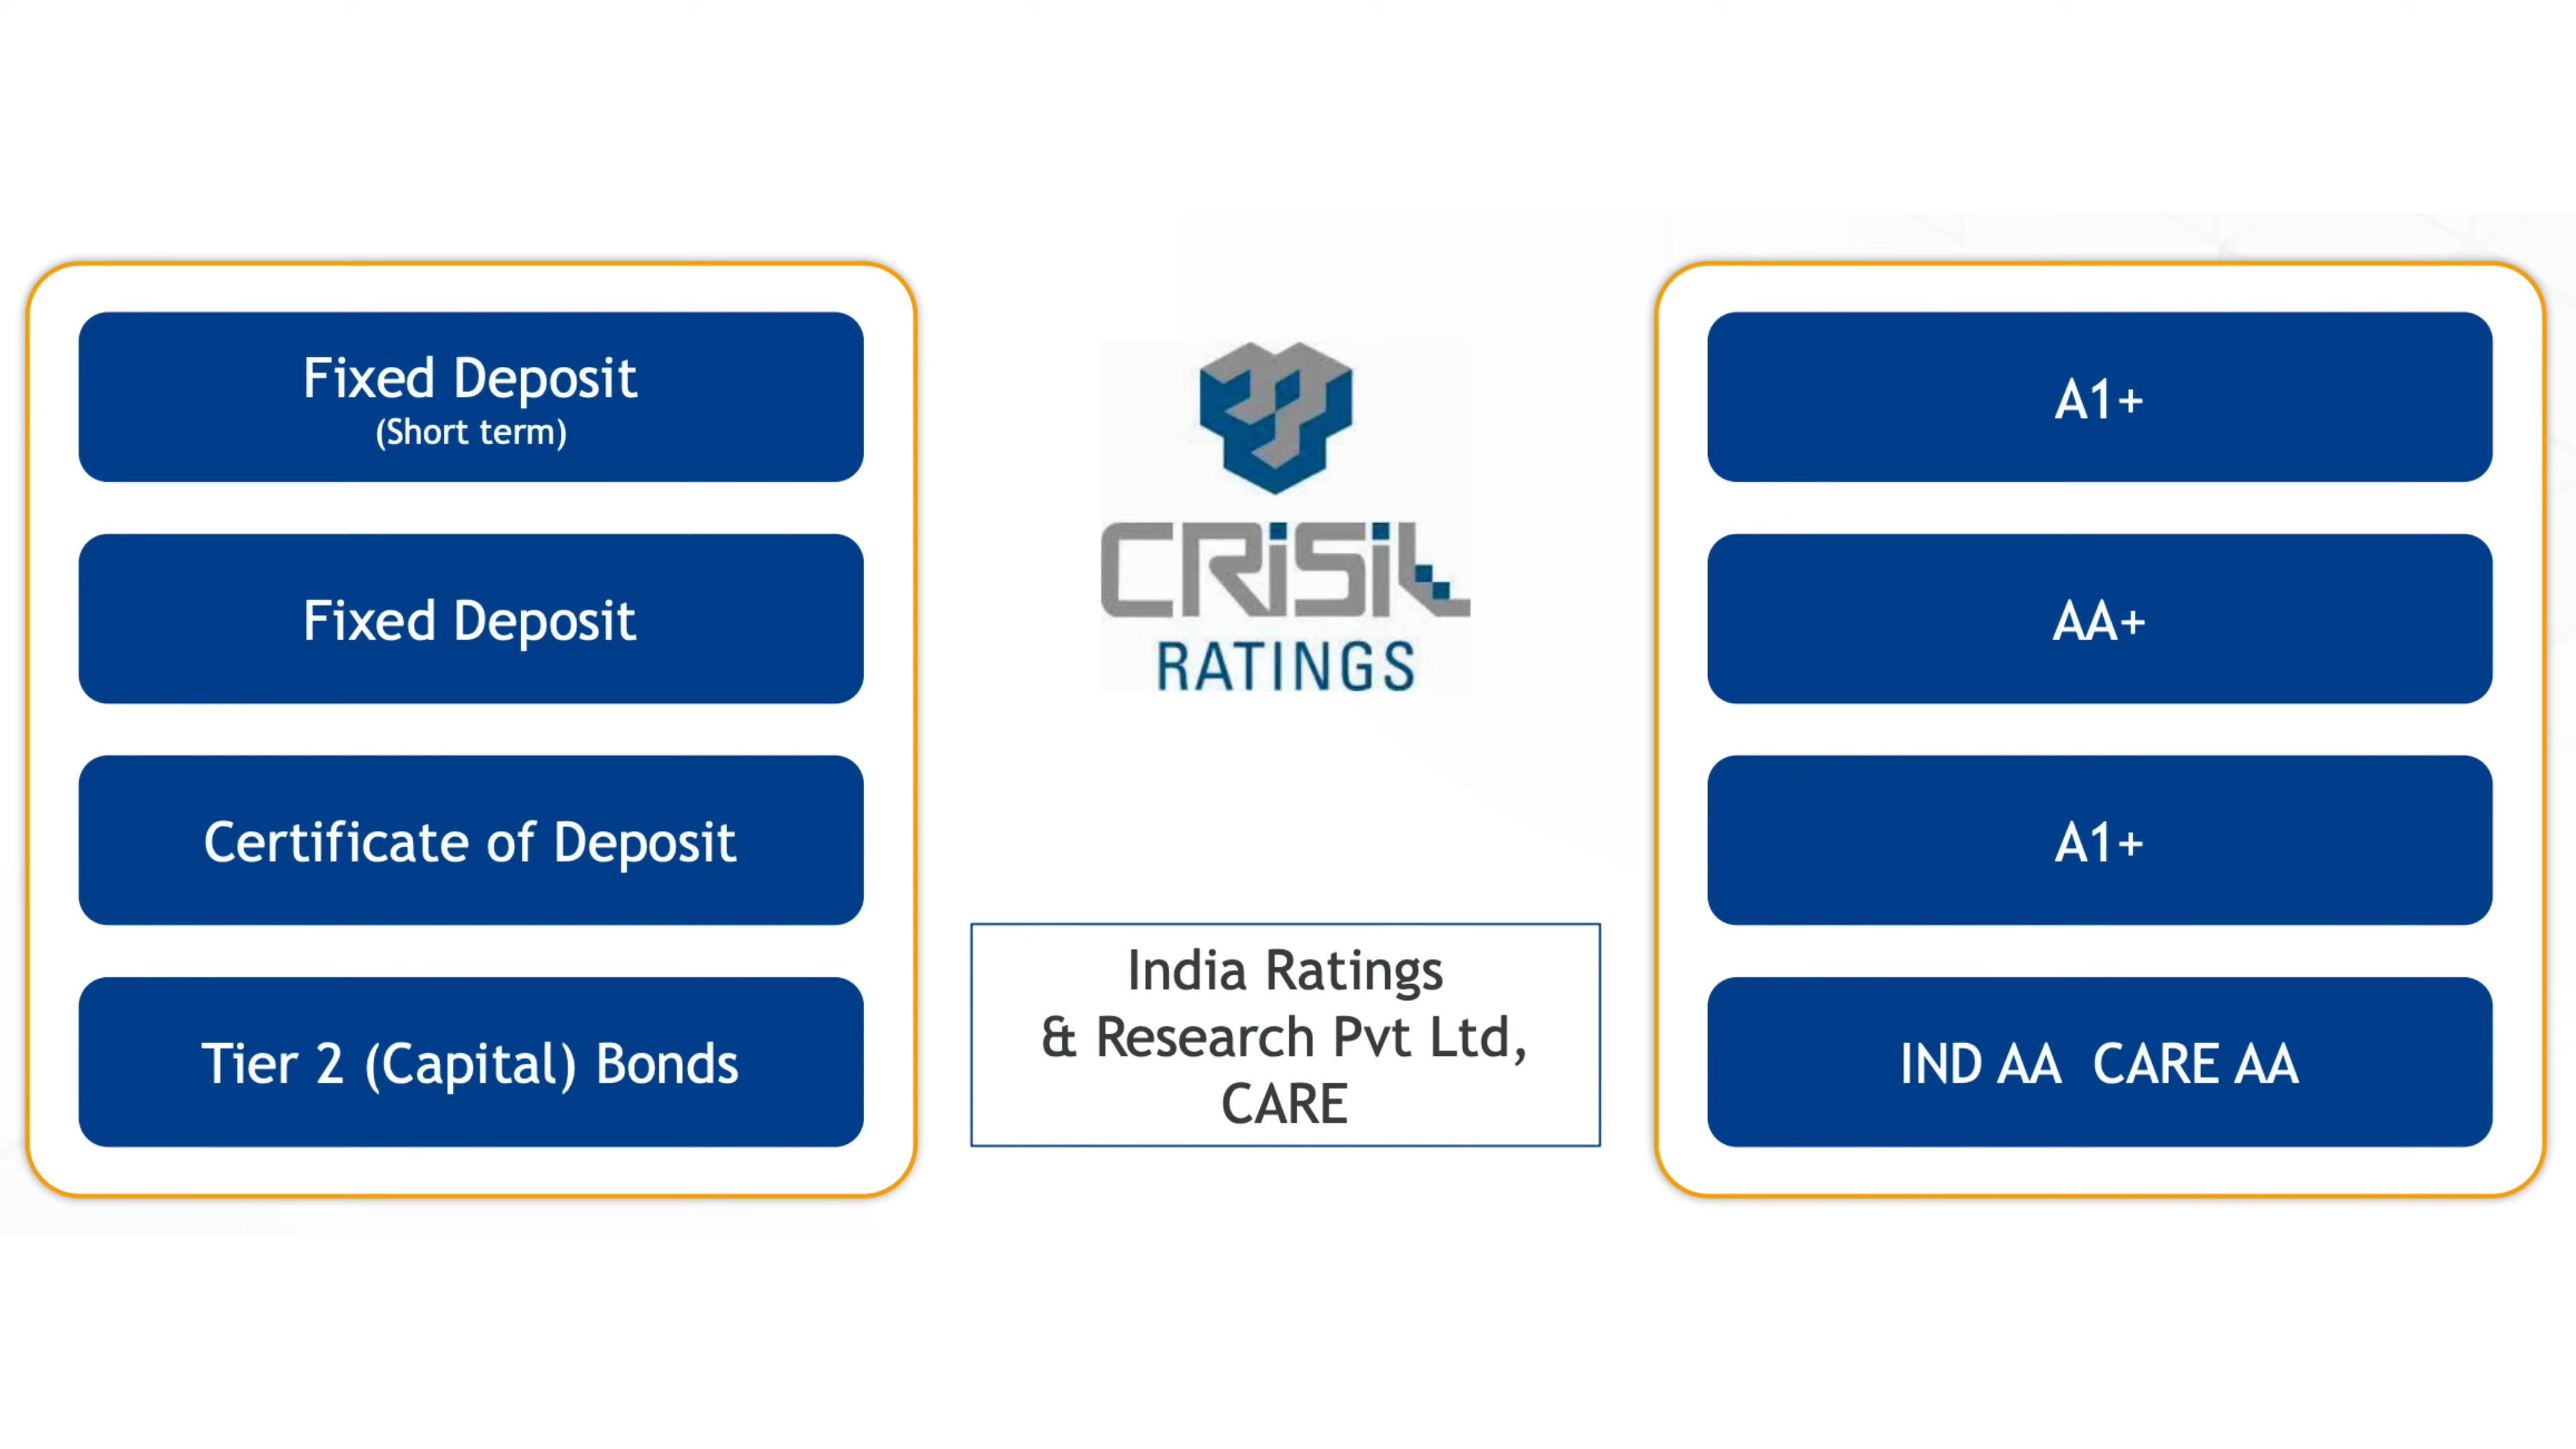 Fixed Deposit
(Short term)
Fixed Deposit
Certificate of Deposit
Tier 2 (Capital) Bonds
CRiSiL
RATINGS
India Ratings
& Research Pvt Ltd,
CARE
A1+
AA+
A1+
IND AA  CARE AA